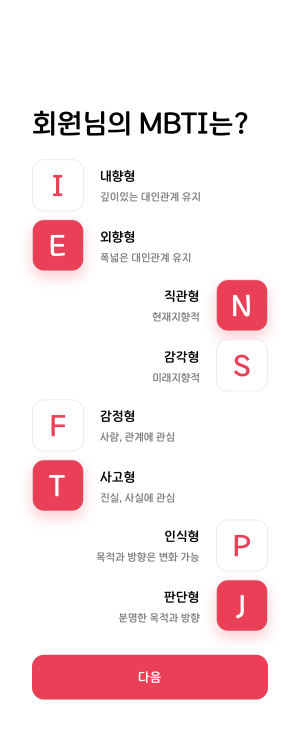 회원님의 MBTI는?
I
내향형
깊이있는 대인관계 유지
E
외향형
폭넓은 대인관계 유지
직관형
현재지향적
N
감각형
미래지향적
S
F
감정형
사람, 관계에 관심
T
사고형
진실, 사실에 관심
인식형
목적과 방향은 변화 가능
P
판단형
분명한 목적과 방향
J
다음